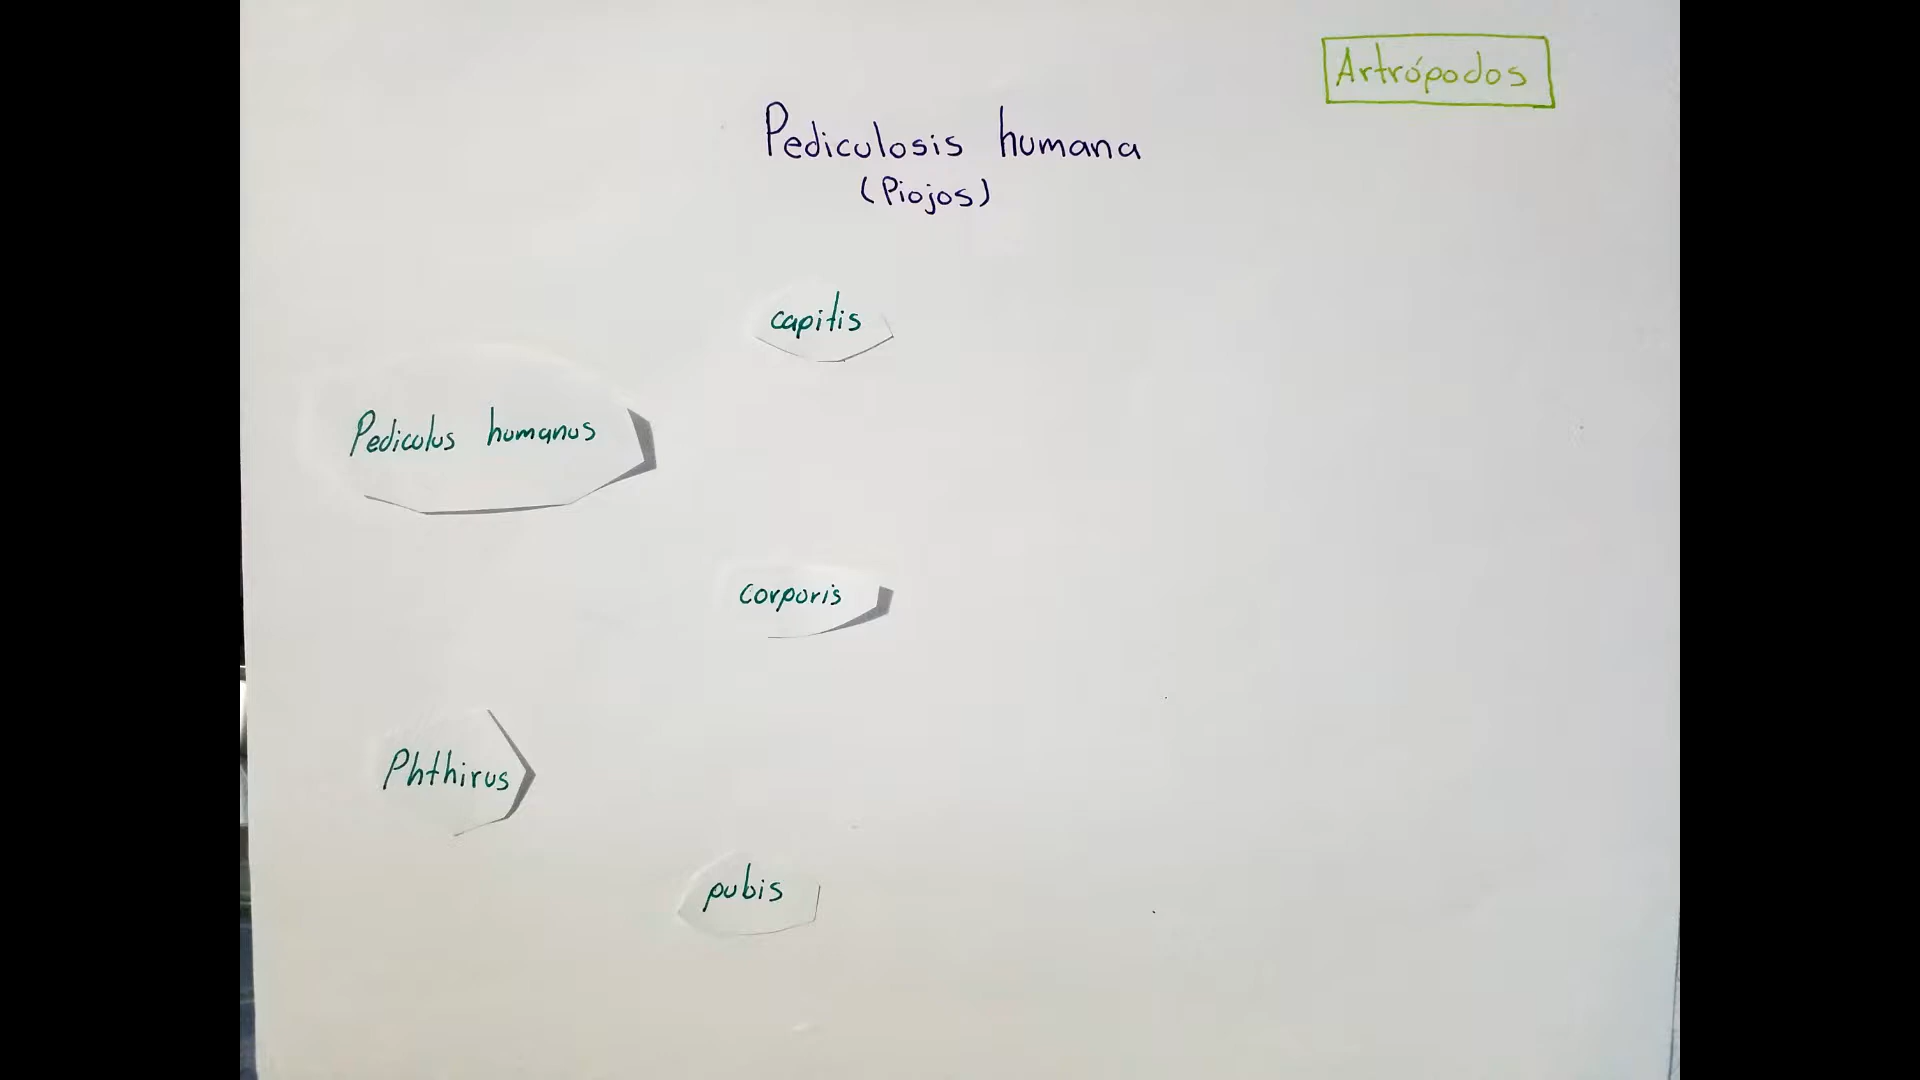 Artrópodos
Pediculosis humana
(Piojos)
capitis
Pediculus humanus
corporis
Phthirus
pubis